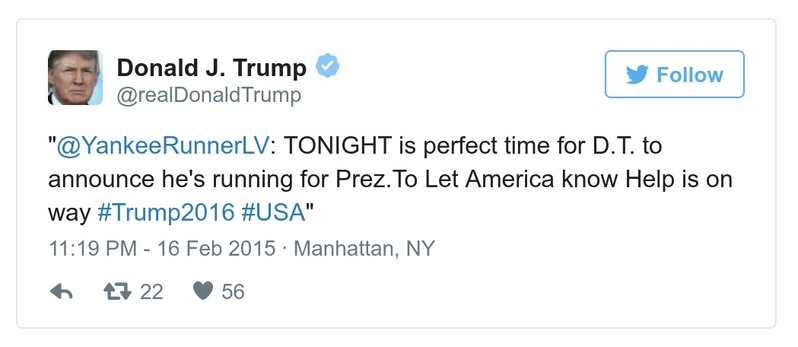 Donald J. Trump
@realDonaldTrump
Follow
"@YankeeRunnerLV: TONIGHT is perfect time for D.T. to
announce he's running for Prez.To Let America know Help is on
way #Trump2016 #USA"
11:19 PM - 16 Feb 2015 · Manhattan, NY
22 56